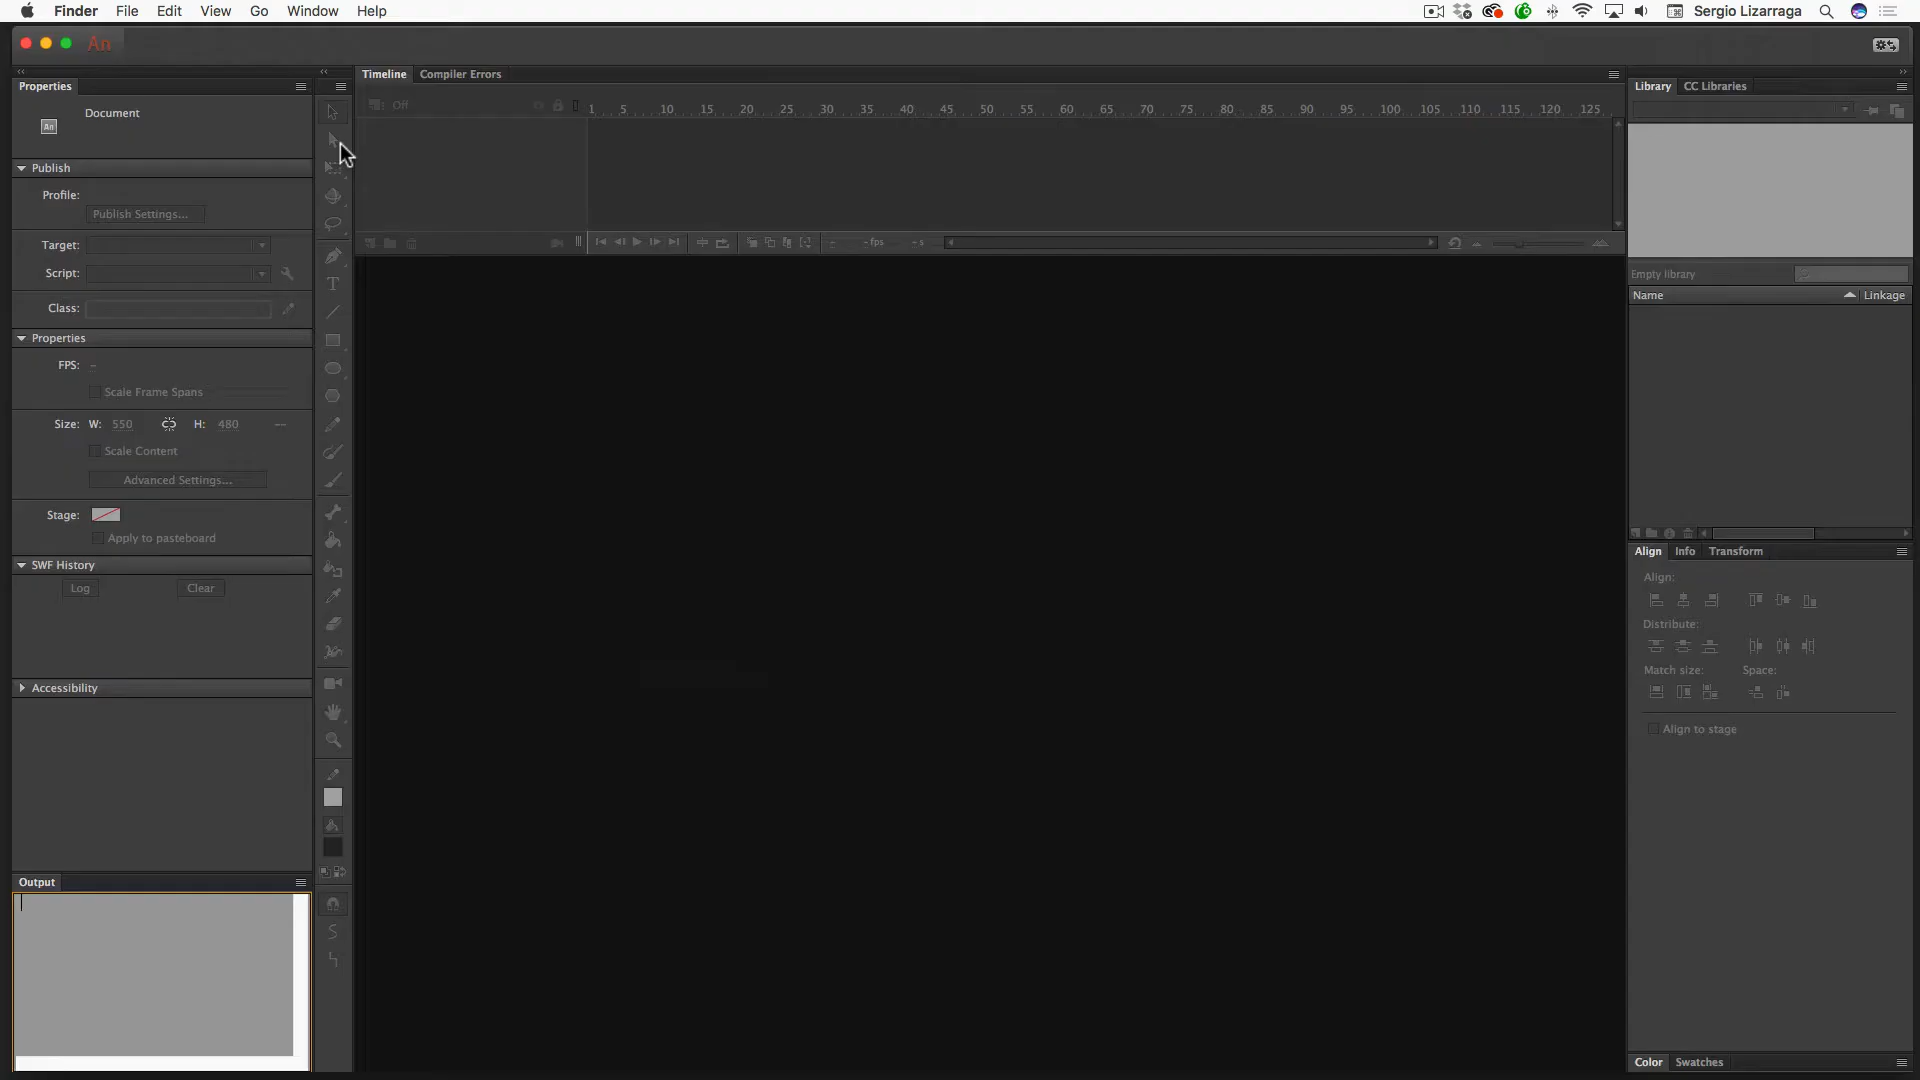 Finder File Edit View Go Window Help Sergio Lizarraga
An
Properties
Timeline Compiler Errors
Library CC Libraries
Off
1 5 10 15 20 25 30 35 40 45 50 55 60 65 70 75 80 85 90 95 100 105 110 115 120 125
An
Document
Publish
Profile:
Publish Settings...
Target:
Script:
Class:
-- fps -- s
Empty library
Name Linkage
Properties
FPS: --
Scale Frame Spans
Size: W: 550 H: 480
Scale Content
Advanced Settings...
Stage:
Apply to pasteboard
SWF History
Log Clear
Accessibility
Output
T
Align Info Transform
Align:
Distribute:
Match size: Space:
Align to stage
Color Swatches